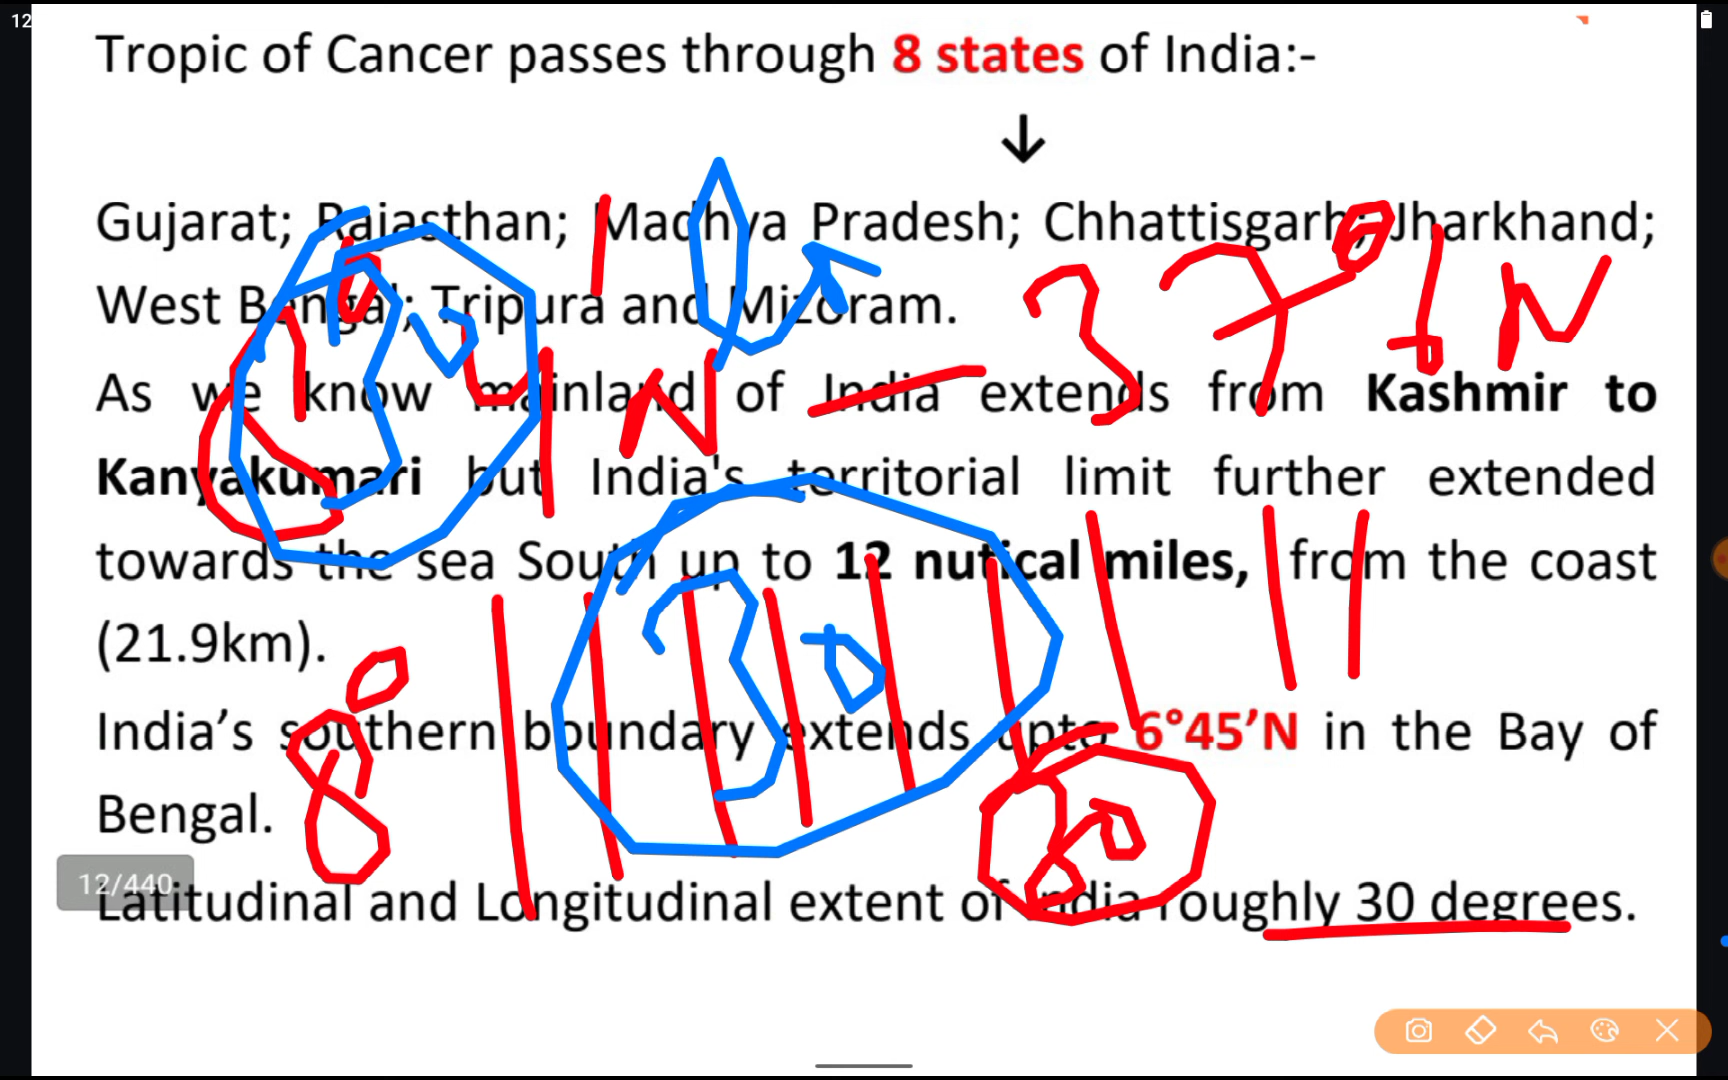 12
Tropic of Cancer passes through 8 states of India:-
↓
Gujarat; Rajasthan; Madhya Pradesh; Chhattisgarh; Jharkhand;
West Bengal; Tripura and Mizoram.
As we know mainland of India extends from Kashmir to
Kanyakumari but India's territorial limit further extended
towards the sea South up to 12 nutical miles, from the coast
(21.9km).
India’s southern boundary extends upto 6°45’N in the Bay of
Bengal.
12/440
Latitudinal and Longitudinal extent of India roughly 30 degrees.
N
37° N
8°
30
30